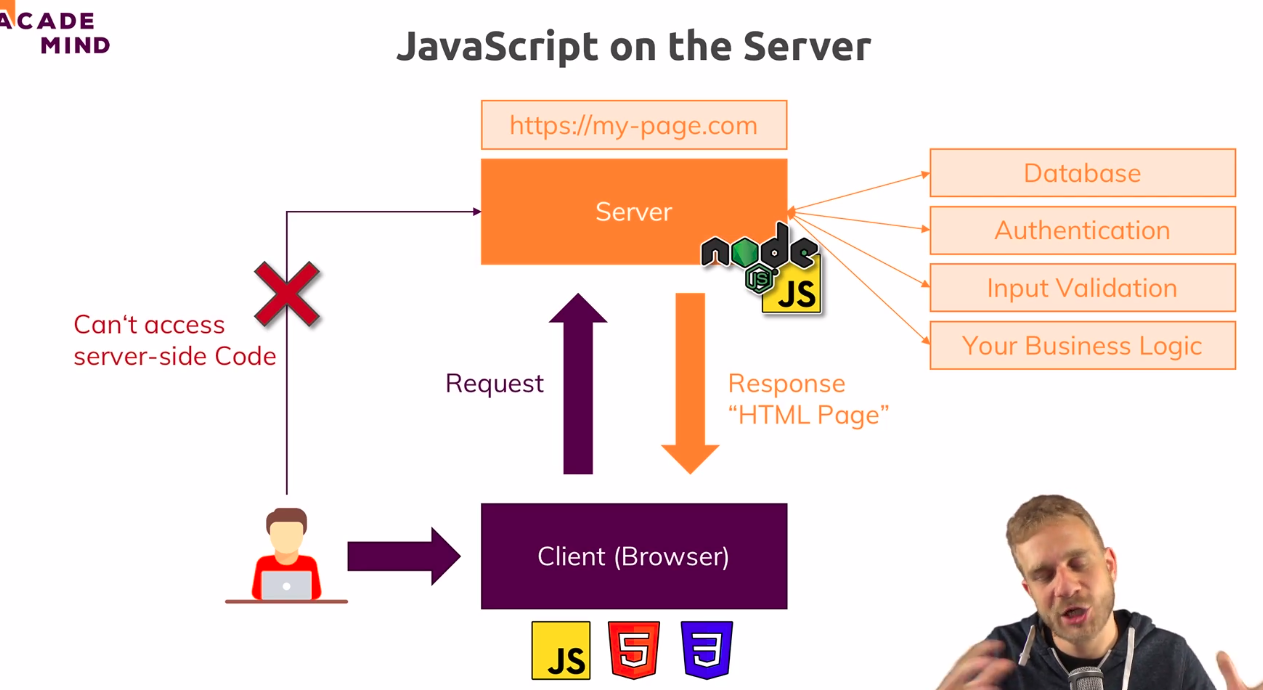 ACADE
MIND
JavaScript on the Server
https://my-page.com
Server
node
JS
JS
Database
Authentication
Input Validation
Your Business Logic
Can‘t access
server-side Code
Request
Response
“HTML Page”
Client (Browser)
JS
5
3